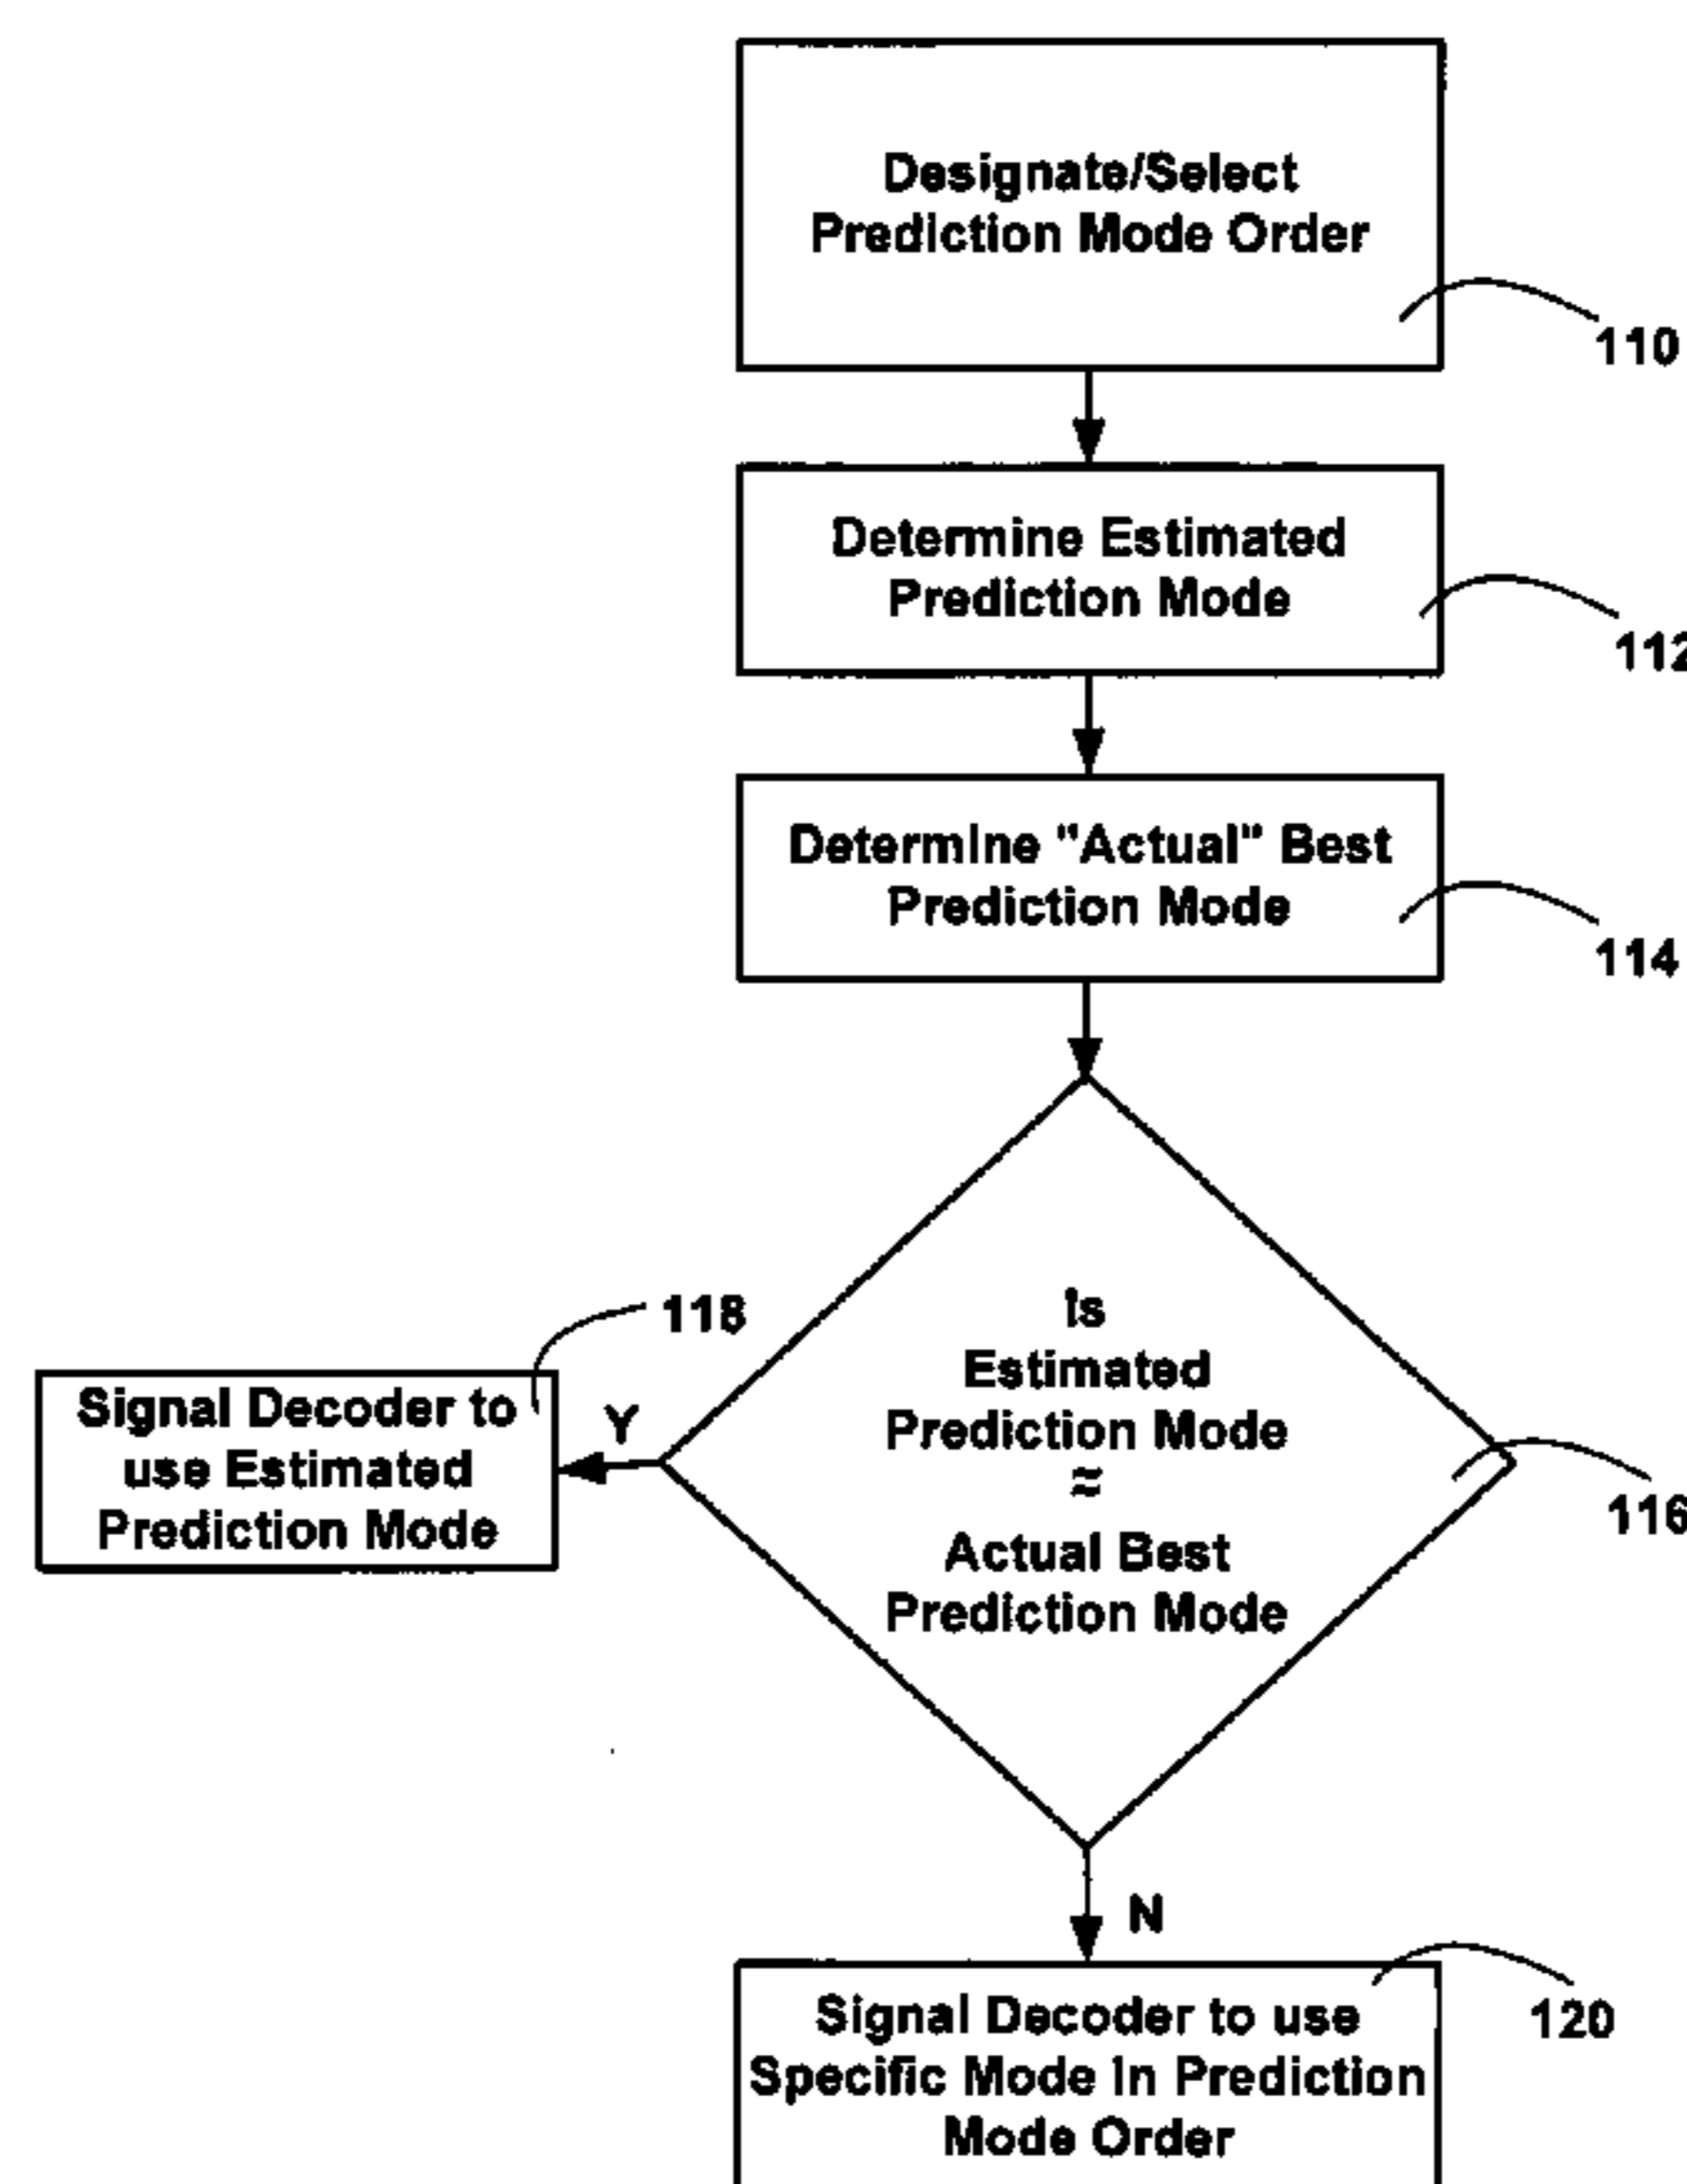 Designate/Select
Prediction Mode Order
110
Determine Estimated
Prediction Mode
112
Determine "Actual" Best
Prediction Mode
114
Is
Estimated
Prediction Mode
≈
Actual Best
Prediction Mode
116
118
Signal Decoder to
use Estimated
Prediction Mode
Y
N
Signal Decoder to use
Specific Mode in Prediction
Mode Order
120